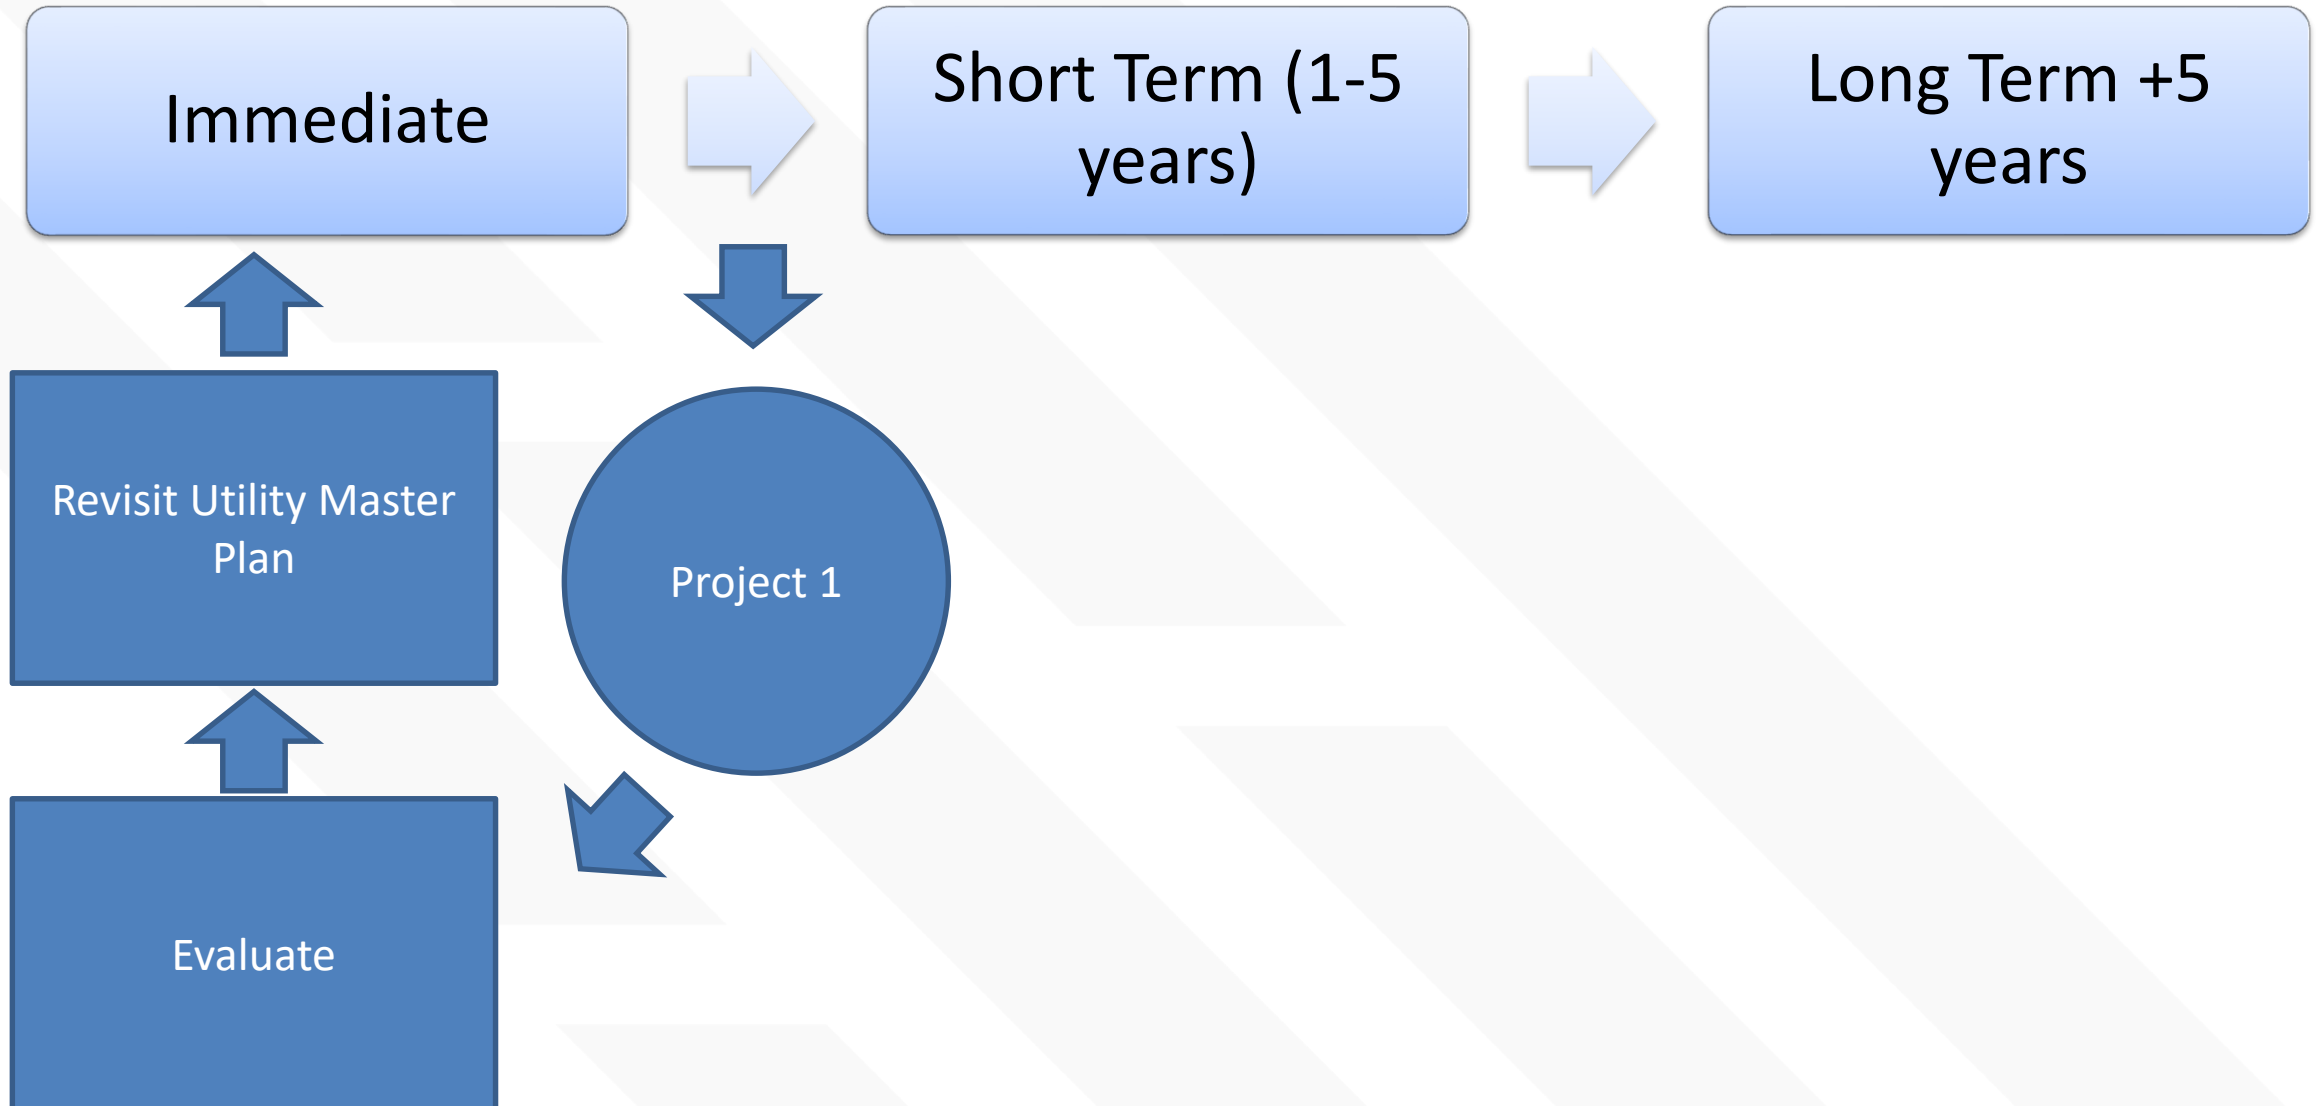 Immediate
Short Term (1-5
years)
Long Term +5
years
Revisit Utility Master
Plan
Project 1
Evaluate